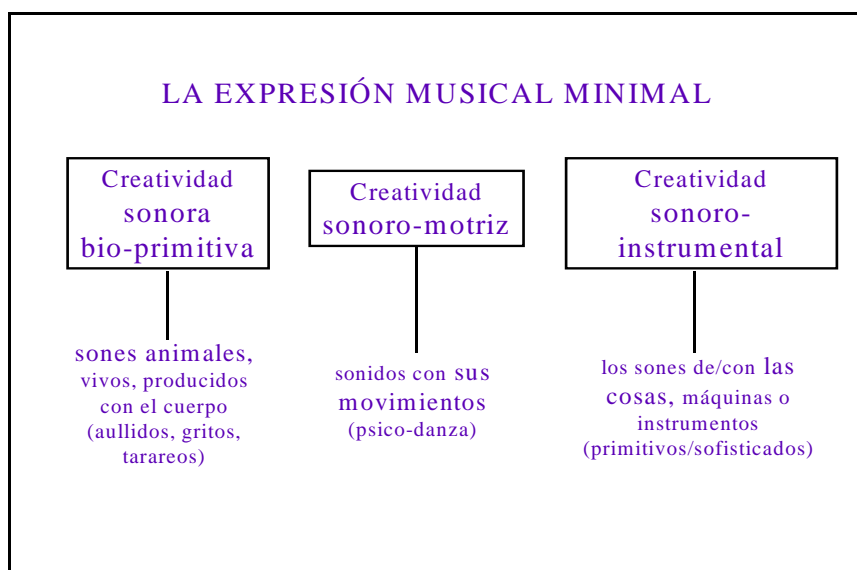 LA EXPRESIÓN MUSICAL MINIMAL
Creatividad
sonora
bio-primitiva
sones animales,
vivos, producidos
con el cuerpo
(aullidos, gritos,
tarareos)
Creatividad
sonoro-motriz
sonidos con sus
movimientos
(psico-danza)
Creatividad
sonoro-
instrumental
los sones de/con las
cosas, máquinas o
instrumentos
(primitivos/sofisticados)